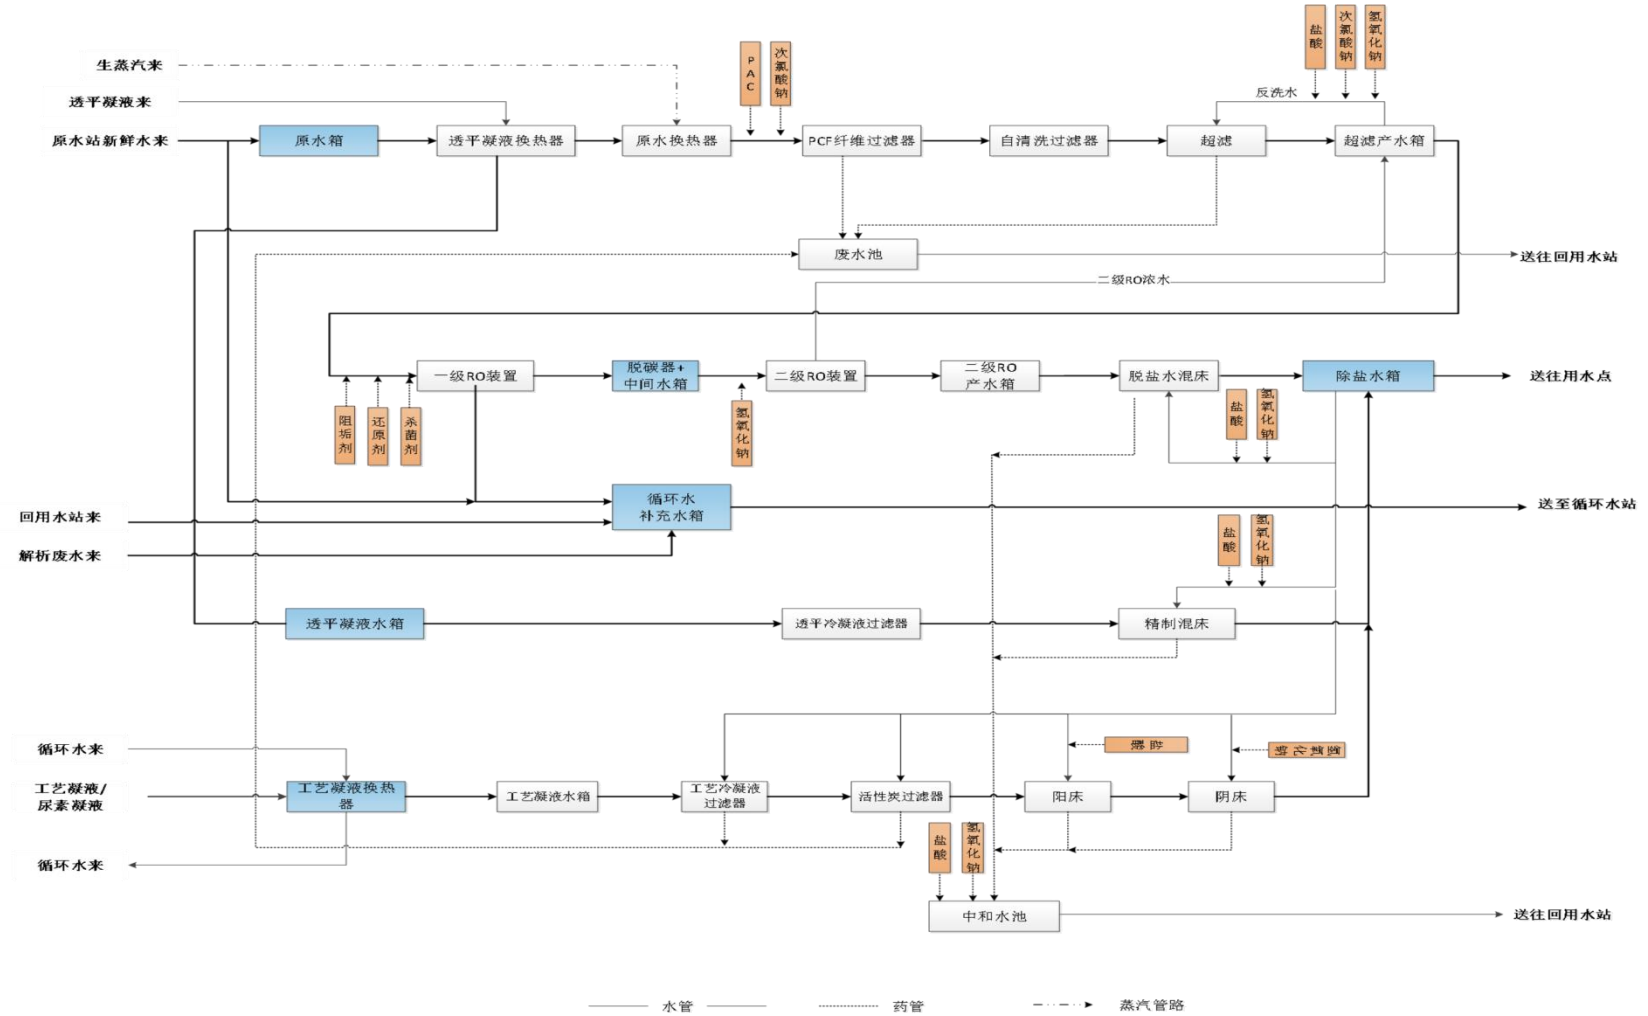 盐酸
次氯酸钠
氢氧化钠
生蒸汽来
PAC
次氯酸钠
反洗水
透平凝液来
原水站新鲜水来
原水箱
透平凝液换热器
原水换热器
PCF纤维过滤器
自清洗过滤器
超滤
超滤产水箱
废水池
送往回用水站
二级RO浓水
一级RO装置
脱碳器+
中间水箱
二级RO装置
二级RO
产水箱
脱盐水混床
除盐水箱
送往用水点
阻垢剂
还原剂
杀菌剂
氢氧化钠
盐酸
氢氧化钠
循环水
补充水箱
送至循环水站
回用水站来
解析废水来
盐酸
氢氧化钠
透平凝液水箱
透平冷凝液过滤器
精制混床
循环水来
盐酸
工艺凝液/
尿素凝液
工艺凝液换热
器
工艺凝液水箱
工艺冷凝液
过滤器
活性炭过滤器
阳床
阴床
盐酸
氢氧化钠
循环水来
中和水池
送往回用水站
水管
药管
蒸汽管路